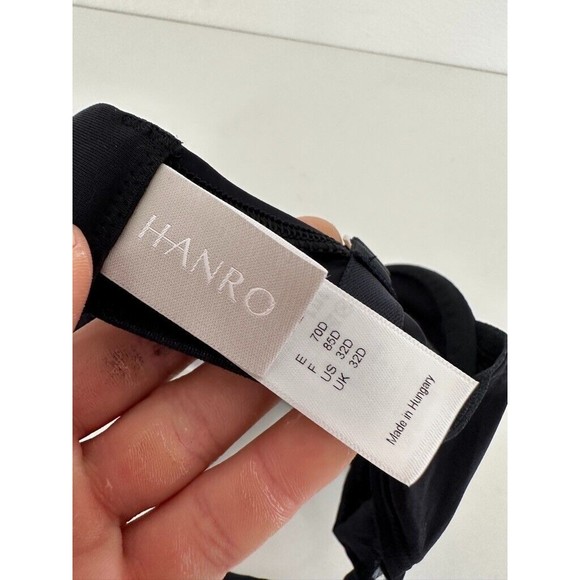 HANRO
E 70D
F 85D
US 32D
UK 32D
Made in Hungary